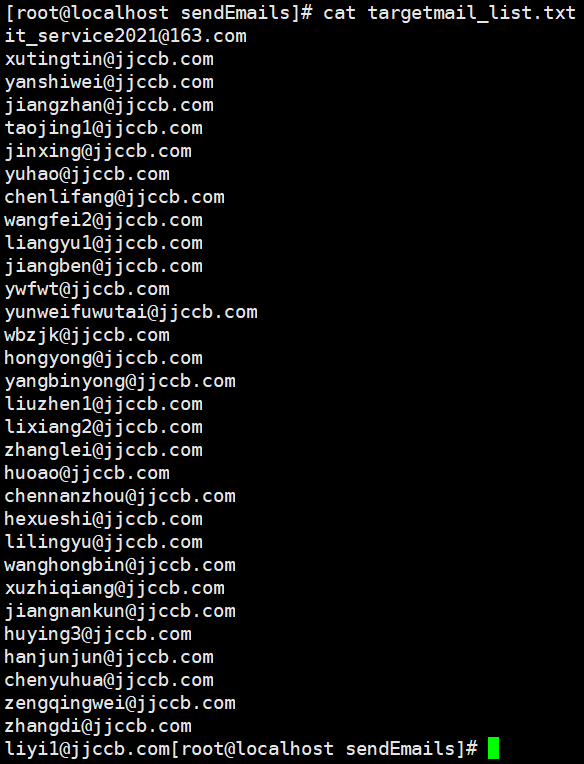 [root@localhost sendEmails]# cat targetmail_list.txt
it_service2021@163.com
xutingtin@jjccb.com
yanshiwei@jjccb.com
jiangzhan@jjccb.com
taojing1@jjccb.com
jinxing@jjccb.com
yuhao@jjccb.com
chenlifang@jjccb.com
wangfei2@jjccb.com
liangyu1@jjccb.com
jiangben@jjccb.com
ywfwt@jjccb.com
yunweifuwutai@jjccb.com
wbzjk@jjccb.com
hongyong@jjccb.com
yangbinyong@jjccb.com
liuzhen1@jjccb.com
lixiang2@jjccb.com
zhanglei@jjccb.com
huoao@jjccb.com
chennanzhou@jjccb.com
hexueshi@jjccb.com
lilingyu@jjccb.com
wanghongbin@jjccb.com
xuzhiqiang@jjccb.com
jiangnankun@jjccb.com
huying3@jjccb.com
hanjunjun@jjccb.com
chenyuhua@jjccb.com
zengqingwei@jjccb.com
zhangdi@jjccb.com
liyi1@jjccb.com[root@localhost sendEmails]#